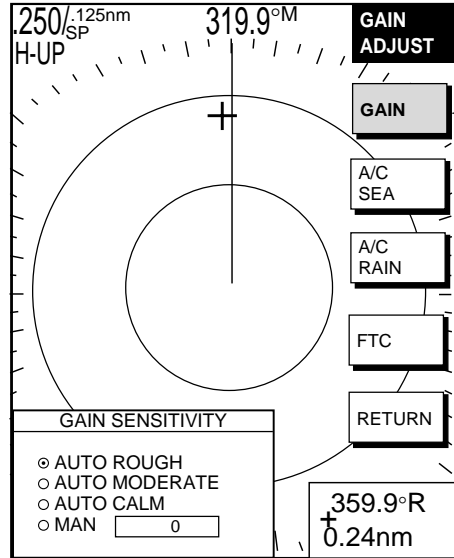 .250/.125nm
SP
319.9°M
H-UP
GAIN
ADJUST
GAIN
A/C
SEA
A/C
RAIN
FTC
RETURN
GAIN SENSITIVITY
AUTO ROUGH
AUTO MODERATE
AUTO CALM
MAN 0
359.9°R
0.24nm